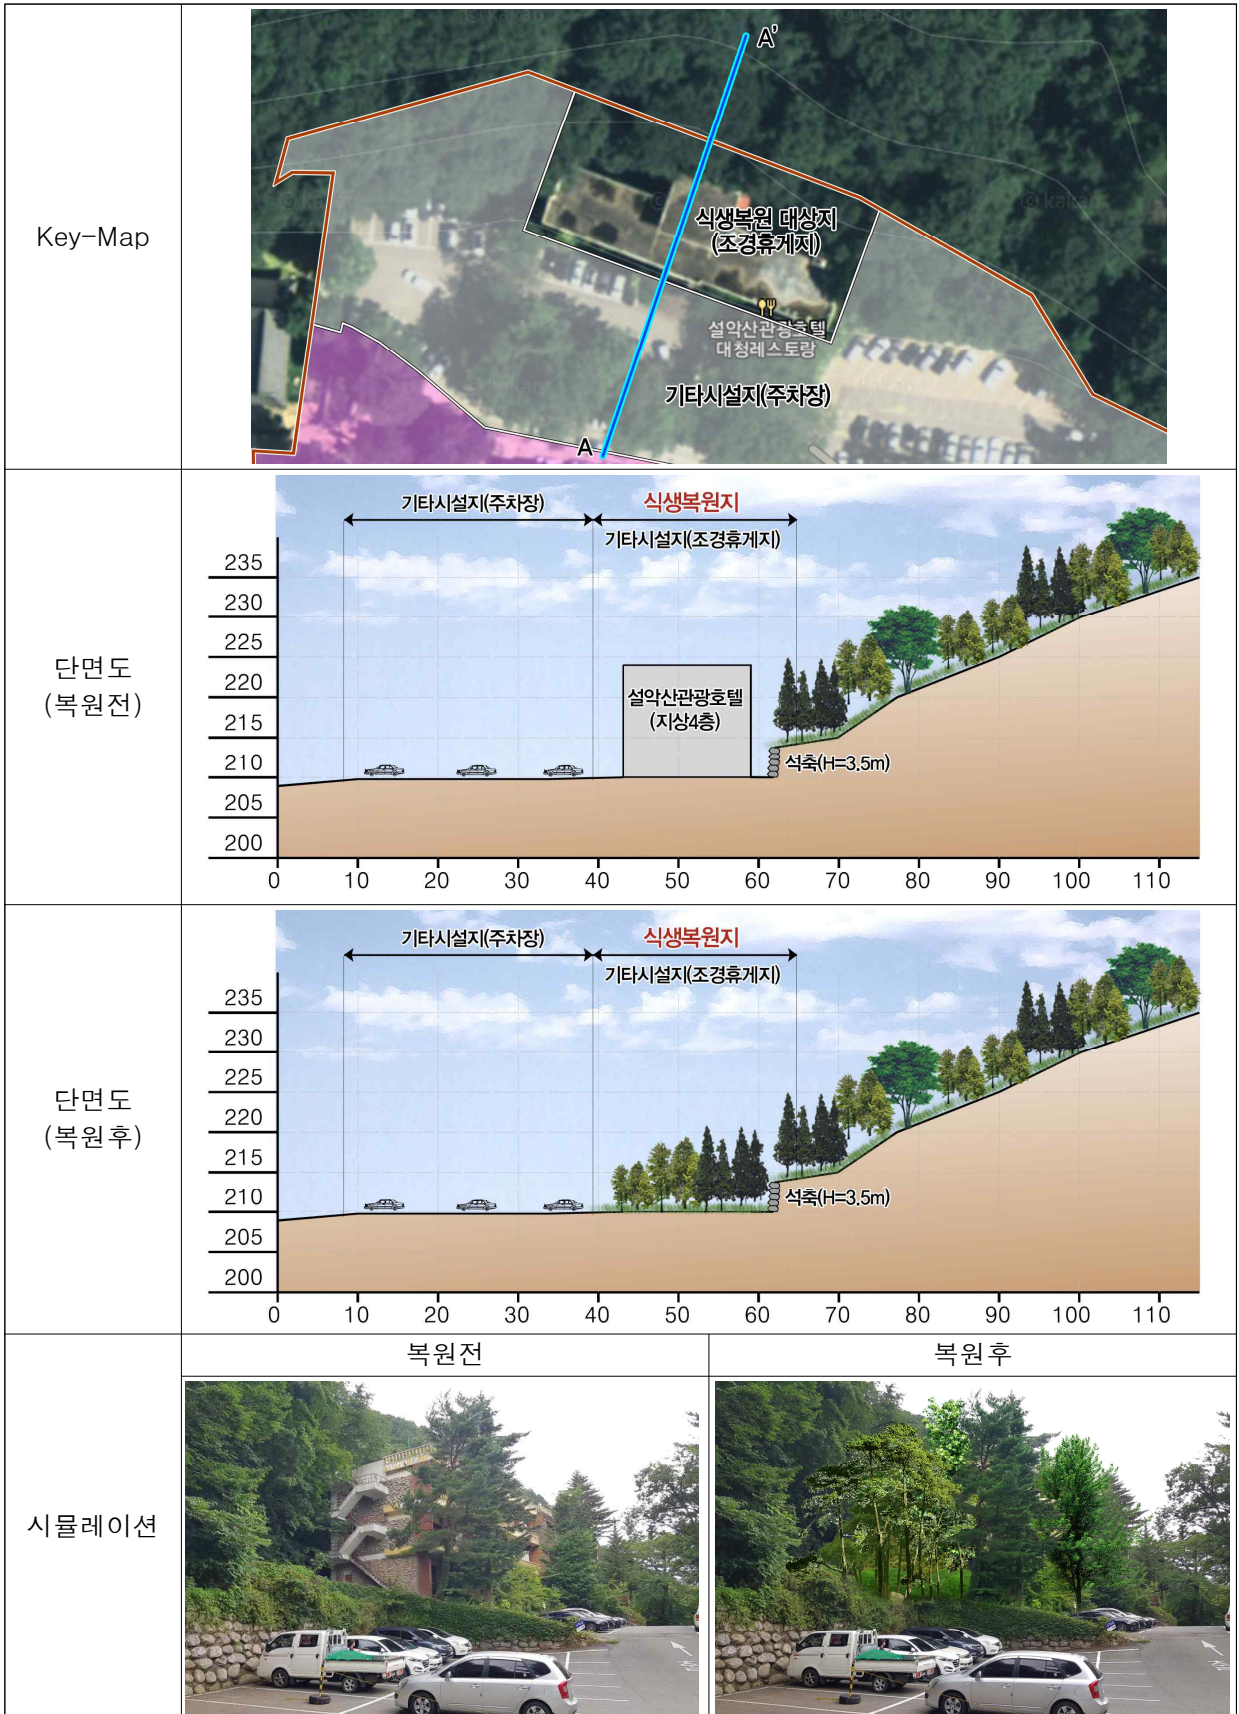 Key-Map
A'
식생복원 대상지
(조경휴게지)
설악산관광호텔
대청레스토랑
기타시설지(주차장)
A
단면도
(복원전)
기타시설지(주차장)
식생복원지
기타시설지(조경휴게지)
235
230
225
220
215
210
205
200
설악산관광호텔
(지상4층)
석축(H=3.5m)
0 10 20 30 40 50 60 70 80 90 100 110
단면도
(복원후)
기타시설지(주차장)
식생복원지
기타시설지(조경휴게지)
235
230
225
220
215
210
205
200
석축(H=3.5m)
0 10 20 30 40 50 60 70 80 90 100 110
시뮬레이션
복원전
복원후